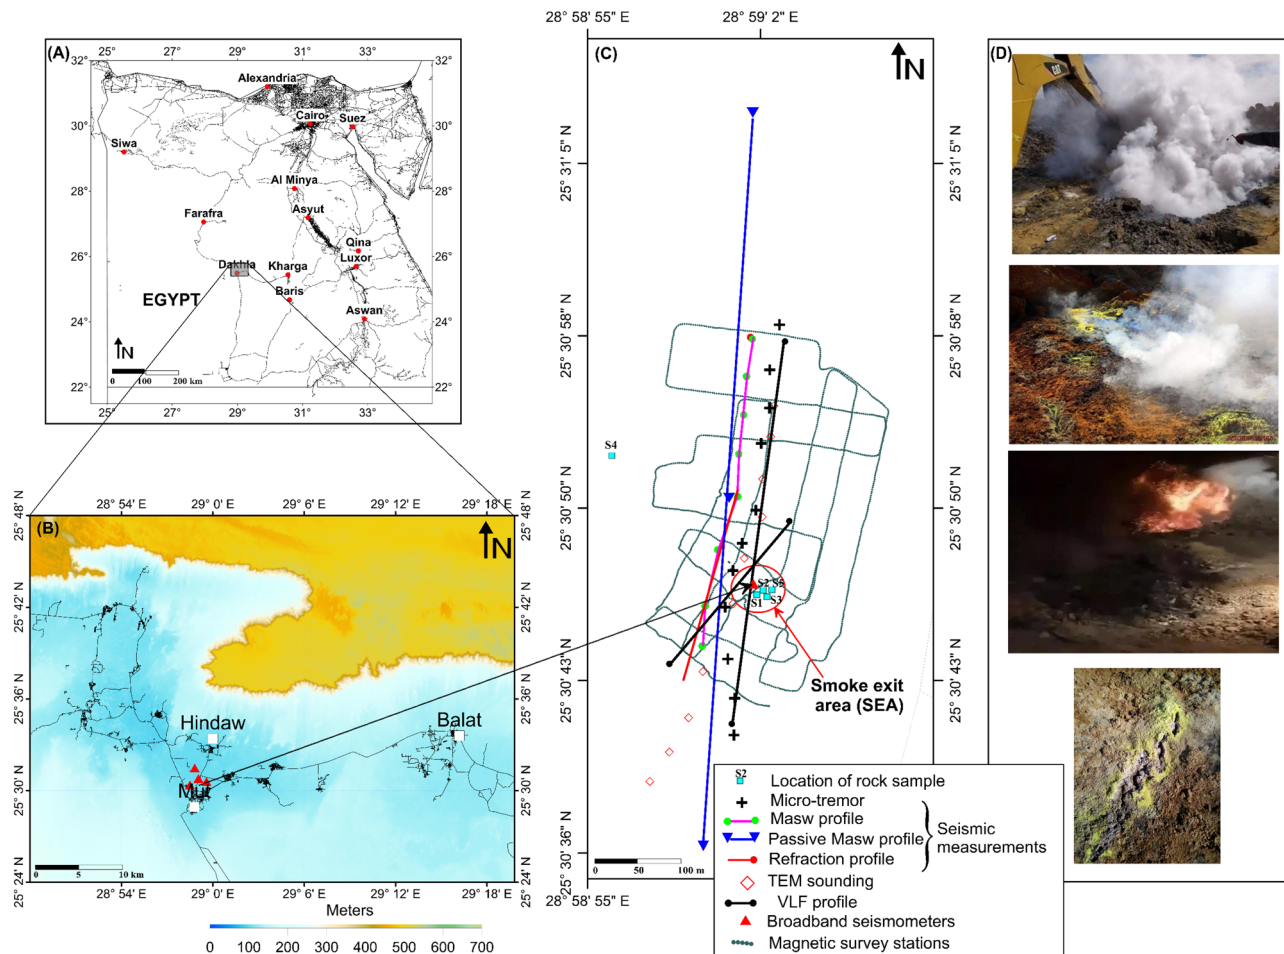 (A)
25° 27° 29° 31° 33°
32° 32°
30° 30°
28° 28°
26° 26°
24° 24°
22° 22°
25° 27° 29° 31° 33°
Alexandria
Cairo
Suez
Siwa
Al Minya
Asyut
Farafra
Qina
Luxor
Dakhla
Kharga
Baris
Aswan
EGYPT
N
0 100 200 km
(B)
28° 54' E 29° 0' E 29° 6' E 29° 12' E 29° 18' E
25° 48' N 25° 48' N
25° 42' N 25° 42' N
25° 36' N 25° 36' N
25° 30' N 25° 30' N
25° 24' N 25° 24' N
28° 54' E 29° 0' E 29° 6' E 29° 12' E 29° 18' E
N
Hindaw
Balat
Mut
0 5 10 km
Meters
0 100 200 300 400 500 600 700
(C)
28° 58' 55" E 28° 59' 2" E
25° 31' 5" N 25° 31' 5" N
25° 30' 58" N 25° 30' 58" N
25° 30' 50" N 25° 30' 50" N
25° 30' 43" N 25° 30' 43" N
25° 30' 36" N 25° 30' 36" N
28° 58' 55" E
N
S4
S2 S5
S1 S3
Smoke exit
area (SEA)
0 50 100 m
S2
Location of rock sample
Micro-tremor
Masw profile
Passive Masw profile
Refraction profile
Seismic
measurements
TEM sounding
VLF profile
Broadband seismometers
Magnetic survey stations
(D)
CAT